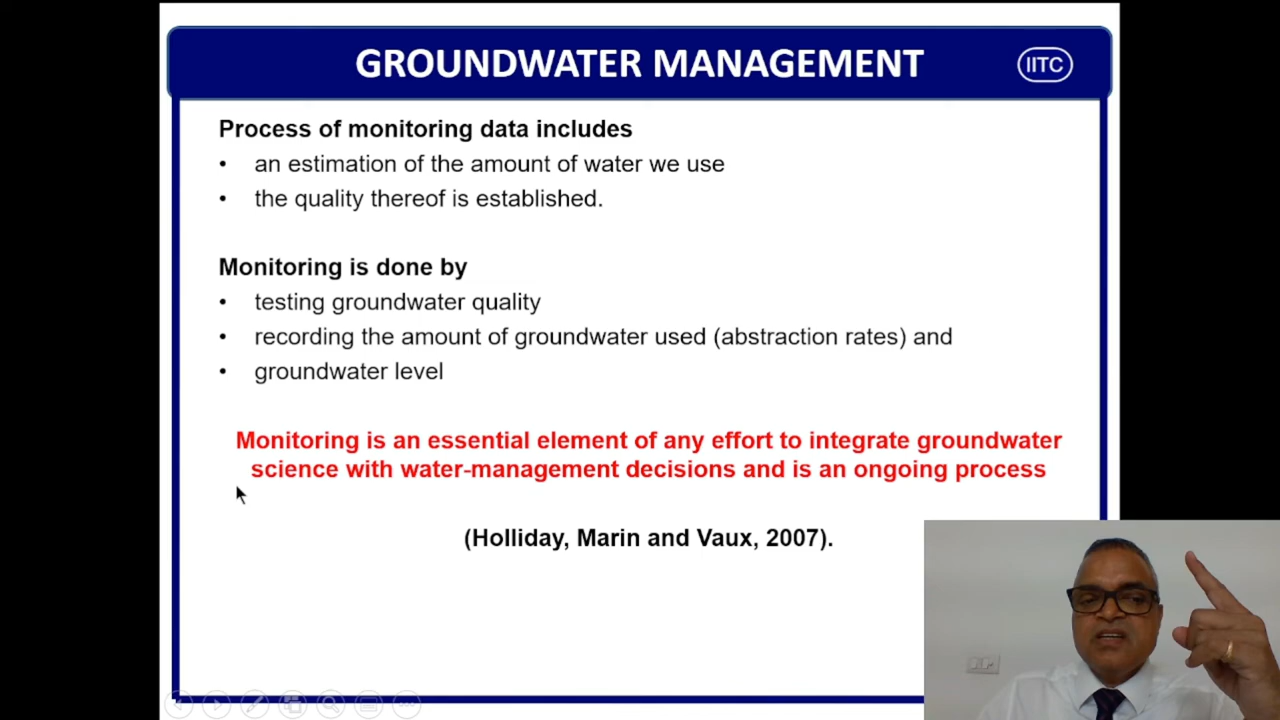 GROUNDWATER MANAGEMENT
IITC
Process of monitoring data includes
• an estimation of the amount of water we use
• the quality thereof is established.
Monitoring is done by
• testing groundwater quality
• recording the amount of groundwater used (abstraction rates) and
• groundwater level
Monitoring is an essential element of any effort to integrate groundwater
science with water-management decisions and is an ongoing process
(Holliday, Marin and Vaux, 2007).